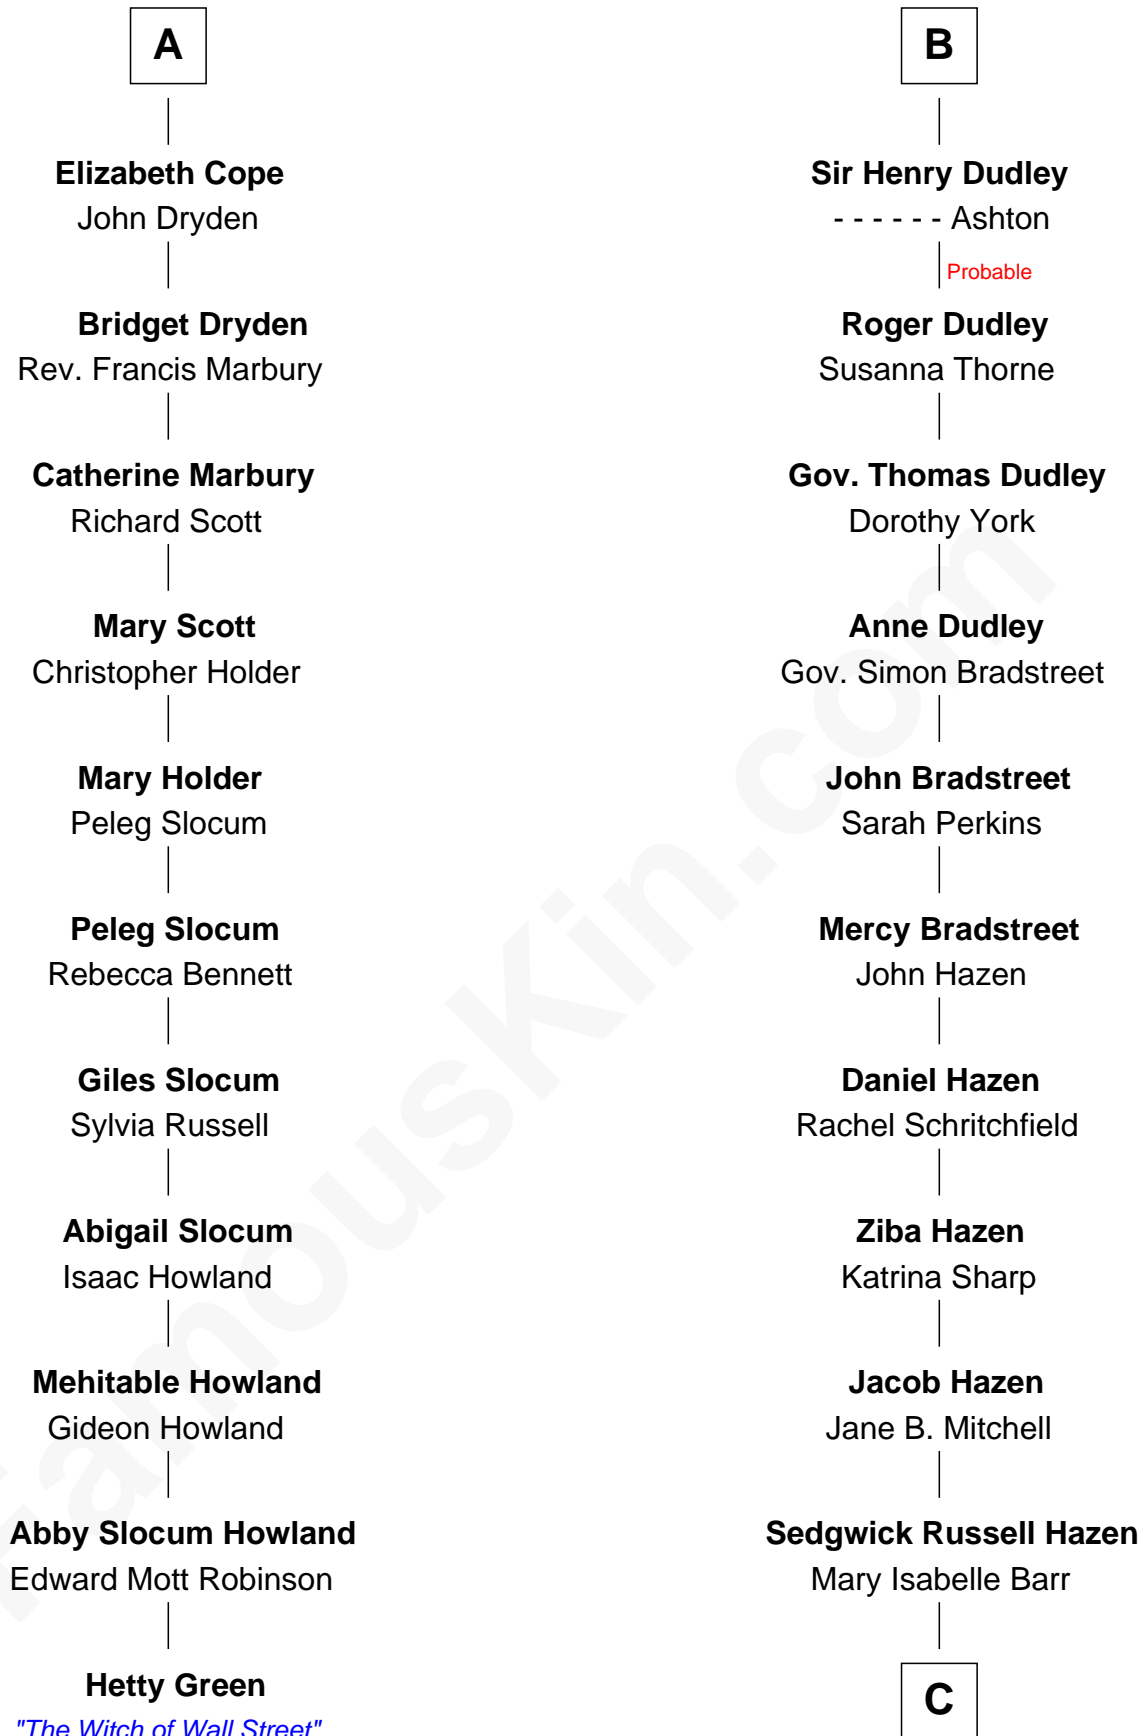 A
Elizabeth Cope
John Dryden
Bridget Dryden
Rev. Francis Marbury
Catherine Marbury
Richard Scott
Mary Scott
Christopher Holder
Mary Holder
Peleg Slocum
Peleg Slocum
Rebecca Bennett
Giles Slocum
Sylvia Russell
Abigail Slocum
Isaac Howland
Mehitable Howland
Gideon Howland
Abby Slocum Howland
Edward Mott Robinson
Hetty Green
"The Witch of Wall Street"
B
Sir Henry Dudley
- - - - - - Ashton
Probable
Roger Dudley
Susanna Thorne
Gov. Thomas Dudley
Dorothy York
Anne Dudley
Gov. Simon Bradstreet
John Bradstreet
Sarah Perkins
Mercy Bradstreet
John Hazen
Daniel Hazen
Rachel Schritchfield
Ziba Hazen
Katrina Sharp
Jacob Hazen
Jane B. Mitchell
Sedgwick Russell Hazen
Mary Isabelle Barr
C
FamousKin.com